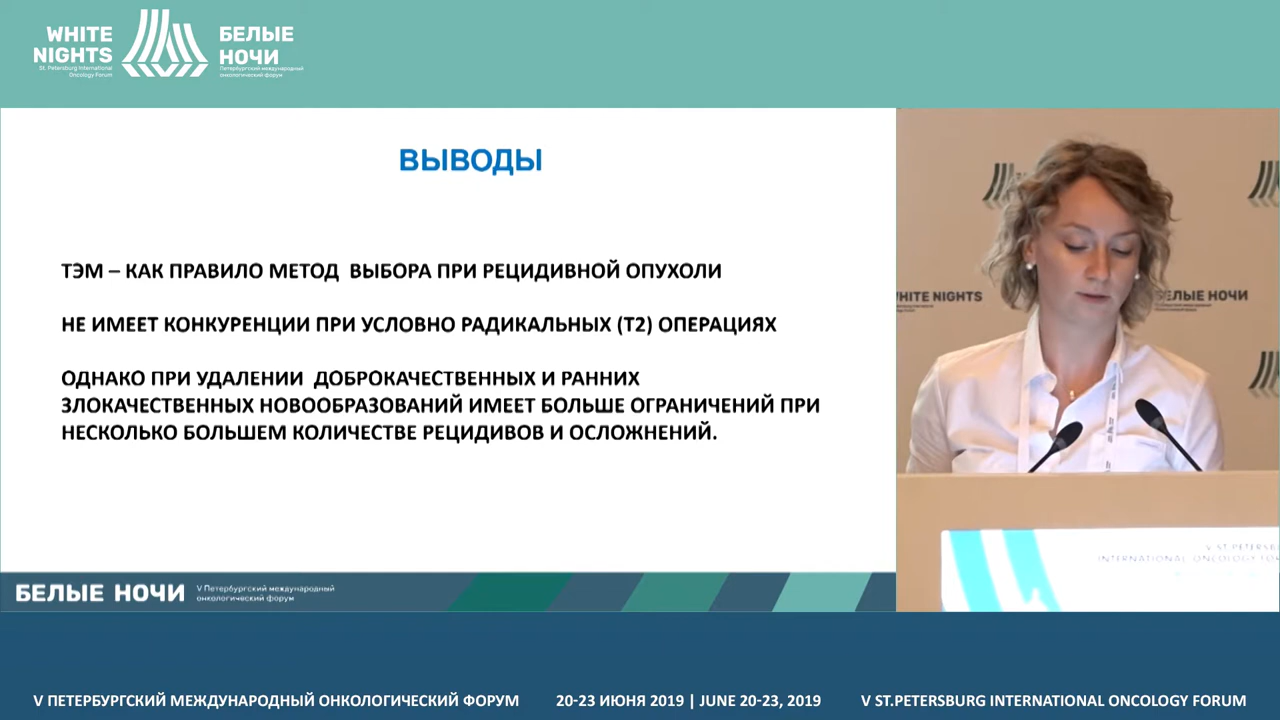 WHITE
NIGHTS
St. Petersburg International
Oncology Forum
БЕЛЫЕ
НОЧИ
Петербургский международный
онкологический форум
ВЫВОДЫ
ТЭМ – КАК ПРАВИЛО МЕТОД ВЫБОРА ПРИ РЕЦИДИВНОЙ ОПУХОЛИ
НЕ ИМЕЕТ КОНКУРЕНЦИИ ПРИ УСЛОВНО РАДИКАЛЬНЫХ (Т2) ОПЕРАЦИЯХ
ОДНАКО ПРИ УДАЛЕНИИ ДОБРОКАЧЕСТВЕННЫХ И РАННИХ
ЗЛОКАЧЕСТВЕННЫХ НОВООБРАЗОВАНИЙ ИМЕЕТ БОЛЬШЕ ОГРАНИЧЕНИЙ ПРИ
НЕСКОЛЬКО БОЛЬШЕМ КОЛИЧЕСТВЕ РЕЦИДИВОВ И ОСЛОЖНЕНИЙ.
WHITE NIGHTS
БЕЛЫЕ НОЧИ
V ST.PETERSBU
INTERNATIONAL ONCOLOGY FOR
БЕЛЫЕ НОЧИ
V Петербургский международный
онкологический форум
V ПЕТЕРБУРГСКИЙ МЕЖДУНАРОДНЫЙ ОНКОЛОГИЧЕСКИЙ ФОРУМ 20-23 ИЮНЯ 2019 | JUNE 20-23, 2019 V ST.PETERSBURG INTERNATIONAL ONCOLOGY FORUM